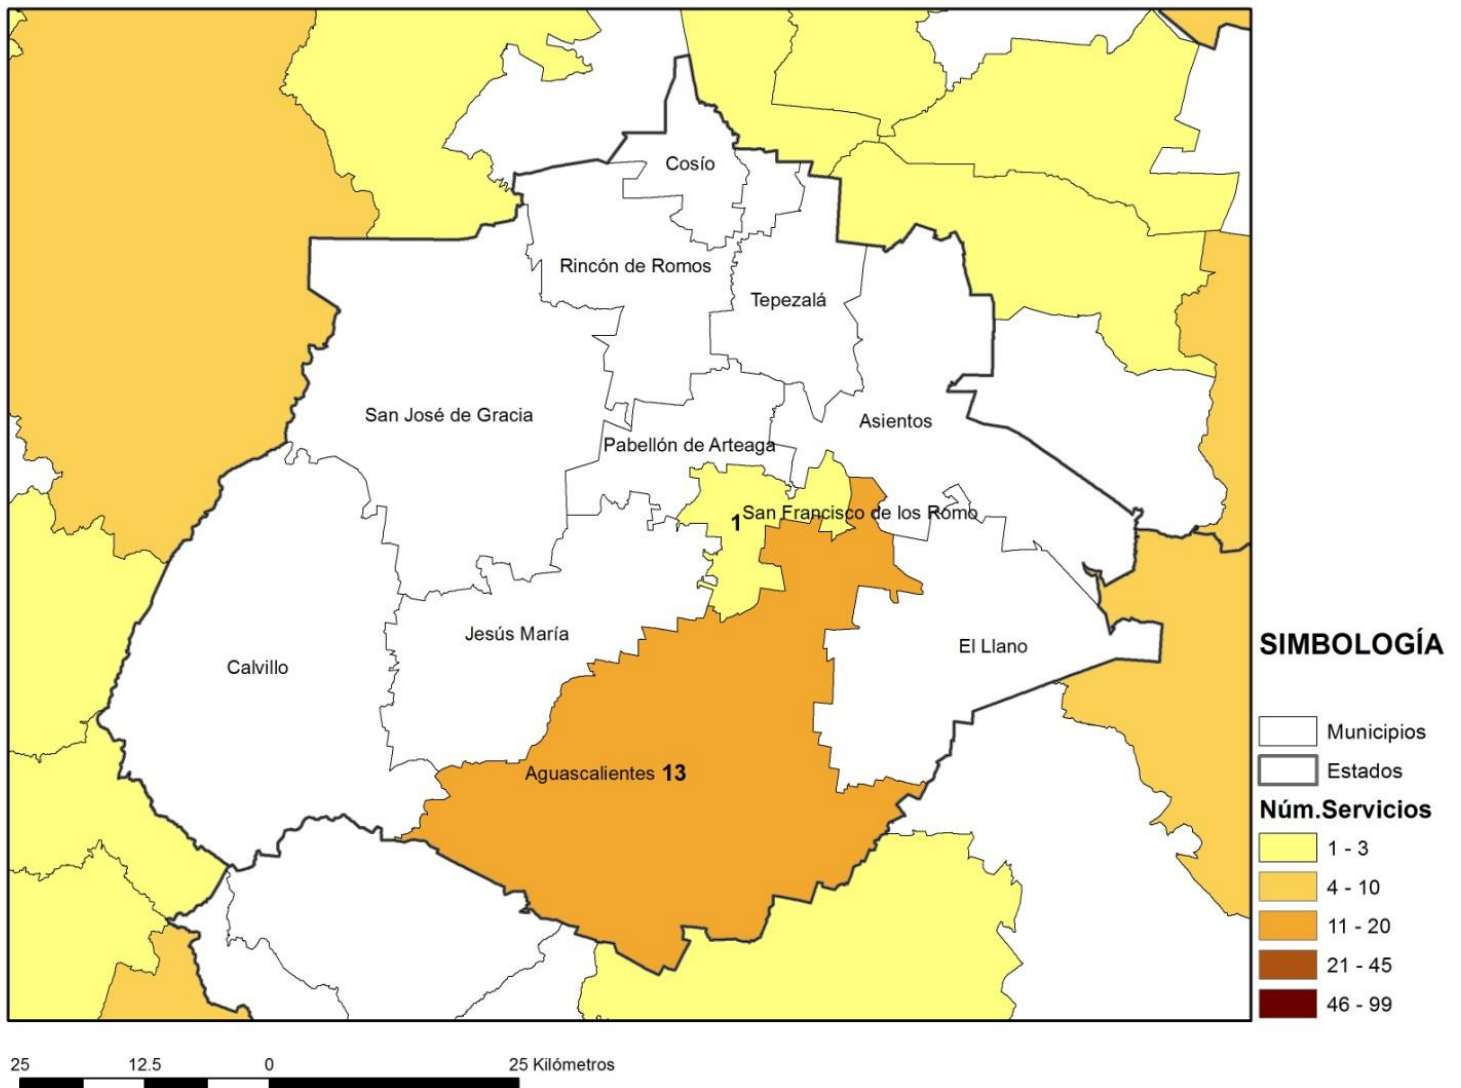 Cosío
Rincón de Romos
Tepezalá
San José de Gracia
Asientos
Pabellón de Arteaga
San Francisco de los Romo
1
Jesús María
El Llano
Calvillo
Aguascalientes 13
SIMBOLOGÍA
Municipios
Estados
Núm.Servicios
1 - 3
4 - 10
11 - 20
21 - 45
46 - 99
25 12.5 0 25 Kilómetros